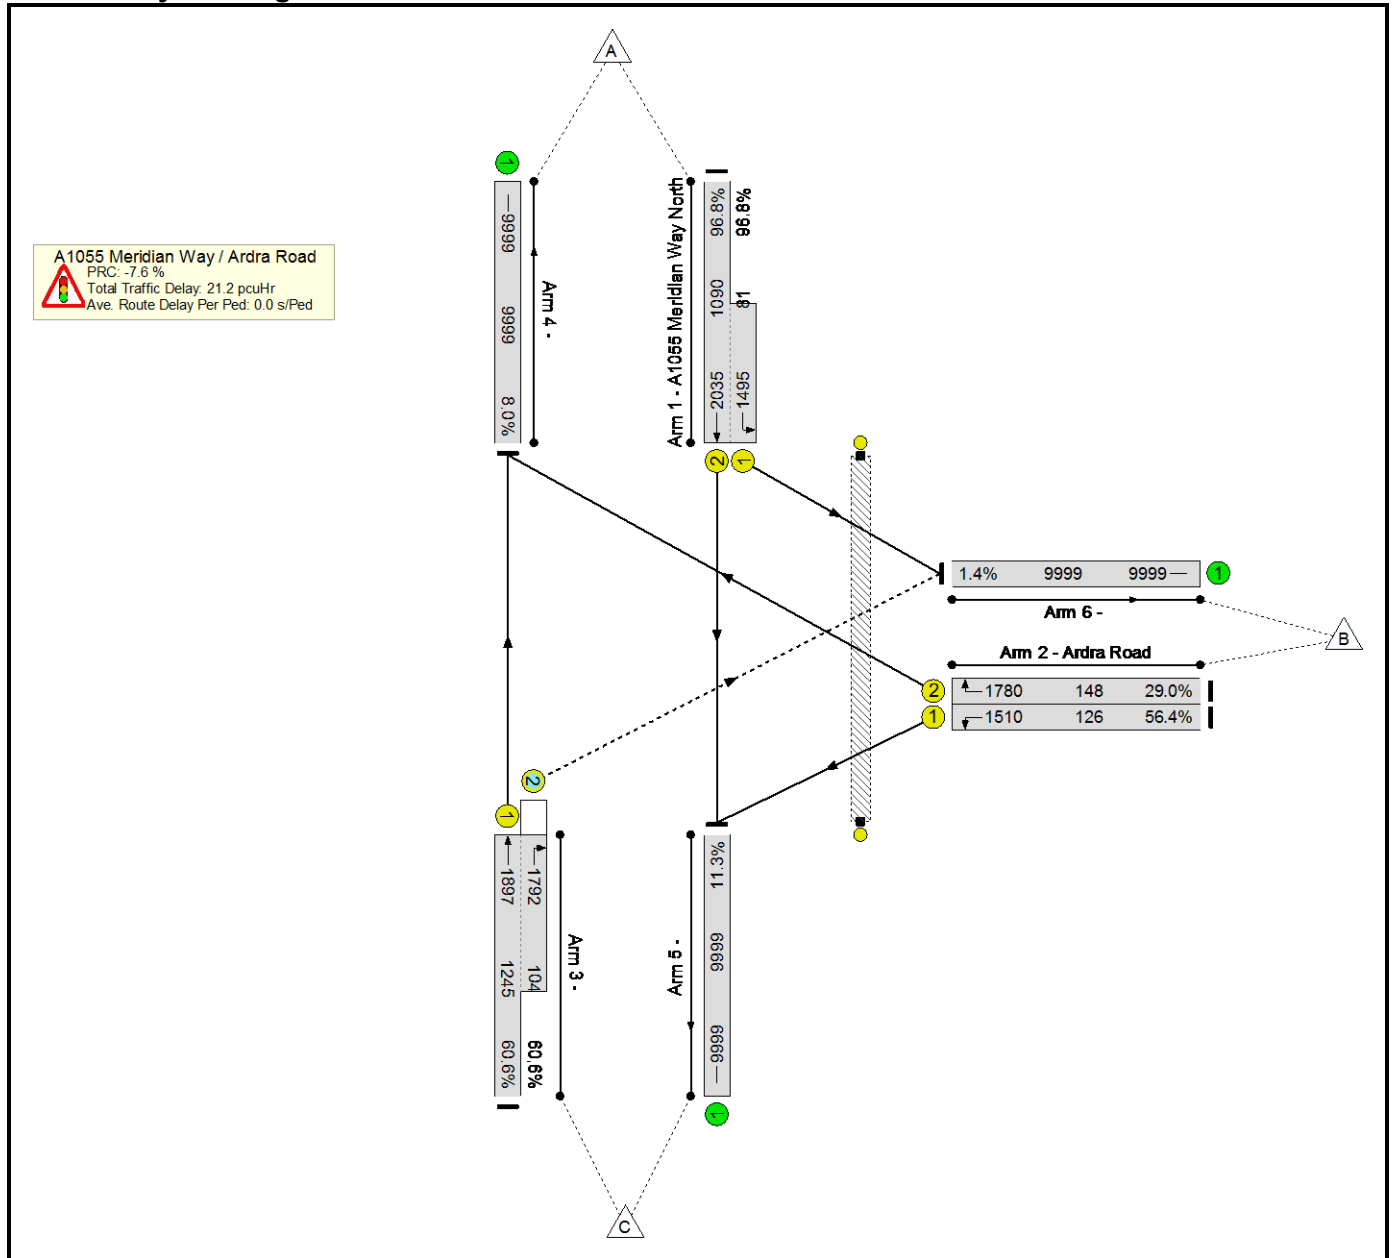 A
A1055 Meridian Way / Ardra Road
PRC: -7.6 %
Total Traffic Delay: 21.2 pcuHr
Ave. Route Delay Per Ped: 0.0 s/Ped
1
9999 9999 8.0%
Arm 4 -
Arm 1 - A1055 Meridian Way North
2035 1090 96.8%
1495 81 96.8%
2
1
1.4% 9999 9999
1
Arm 6 -
B
Arm 2 - Ardra Road
2
1780 148 29.0%
1
1510 126 56.4%
2
1
1897 1245 60.6%
1792 104 60.6%
Arm 3 -
Arm 5 -
11.3% 9999 9999
1
C